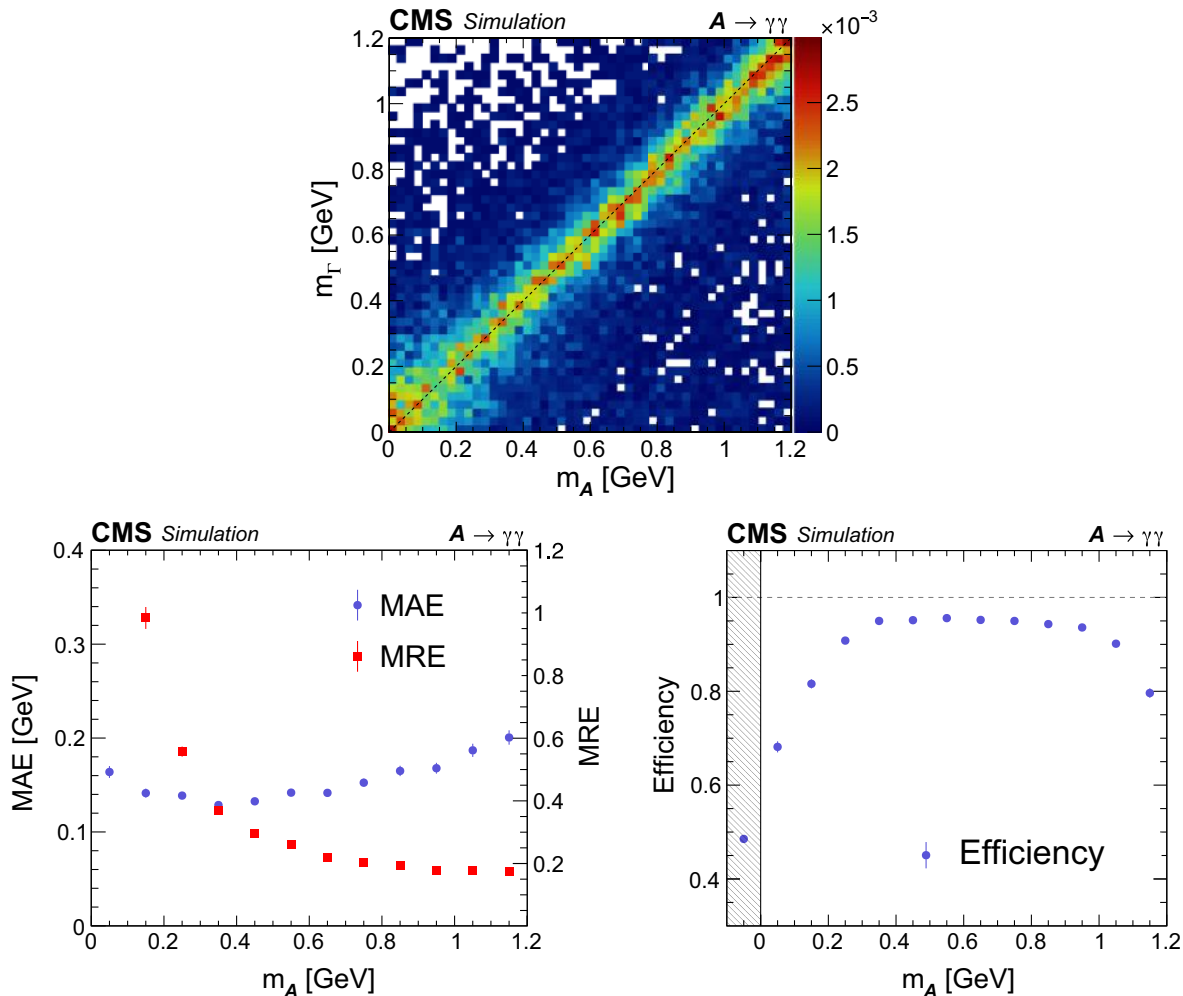 CMS Simulation A → γγ
×10⁻³
1.2
1
0.8
0.6
0.4
0.2
0
m_Γ [GeV]
0 0.2 0.4 0.6 0.8 1 1.2
m_A [GeV]
2.5
2
1.5
1
0.5
0
CMS Simulation A → γγ
0.4
0.3
0.2
0.1
0
MAE [GeV]
MAE
MRE
1.2
1
0.8
0.6
0.4
0.2
MRE
0 0.2 0.4 0.6 0.8 1 1.2
m_A [GeV]
CMS Simulation A → γγ
1
0.8
0.6
0.4
Efficiency
Efficiency
0 0.2 0.4 0.6 0.8 1 1.2
m_A [GeV]